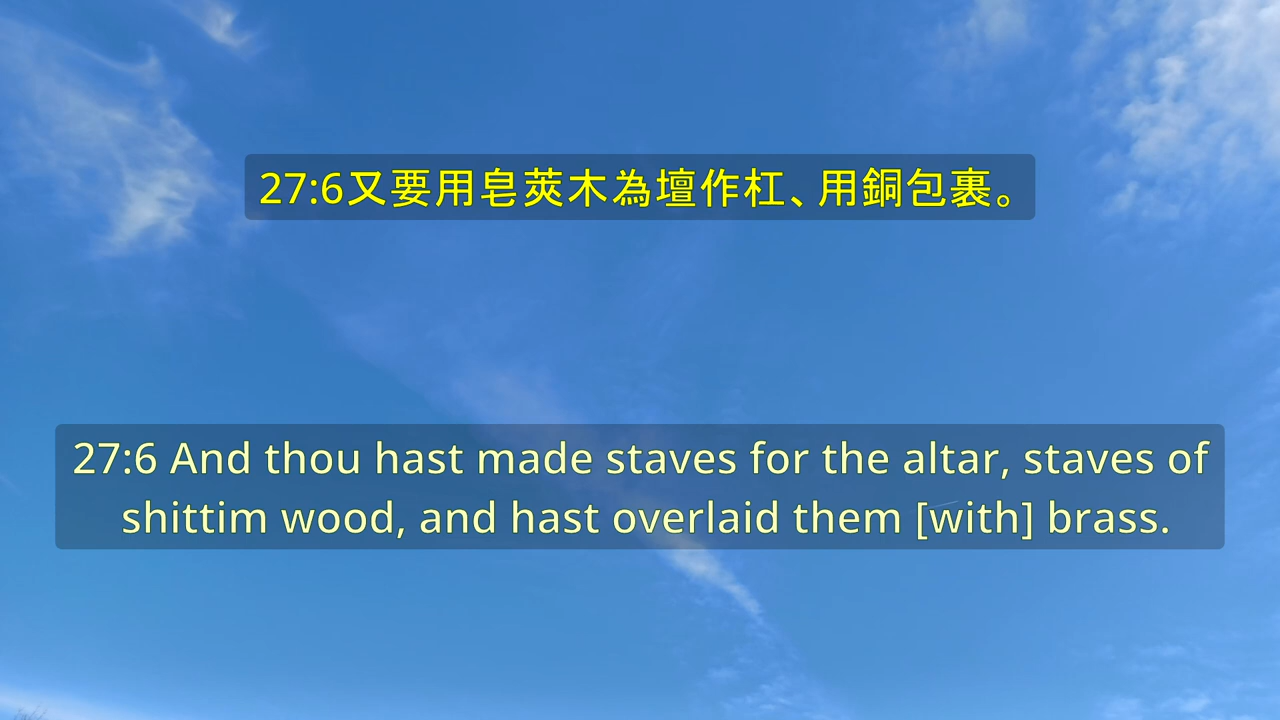 27:6又要用皂莢木為壇作杠、用銅包裹。
27:6 And thou hast made staves for the altar, staves of
shittim wood, and hast overlaid them [with] brass.